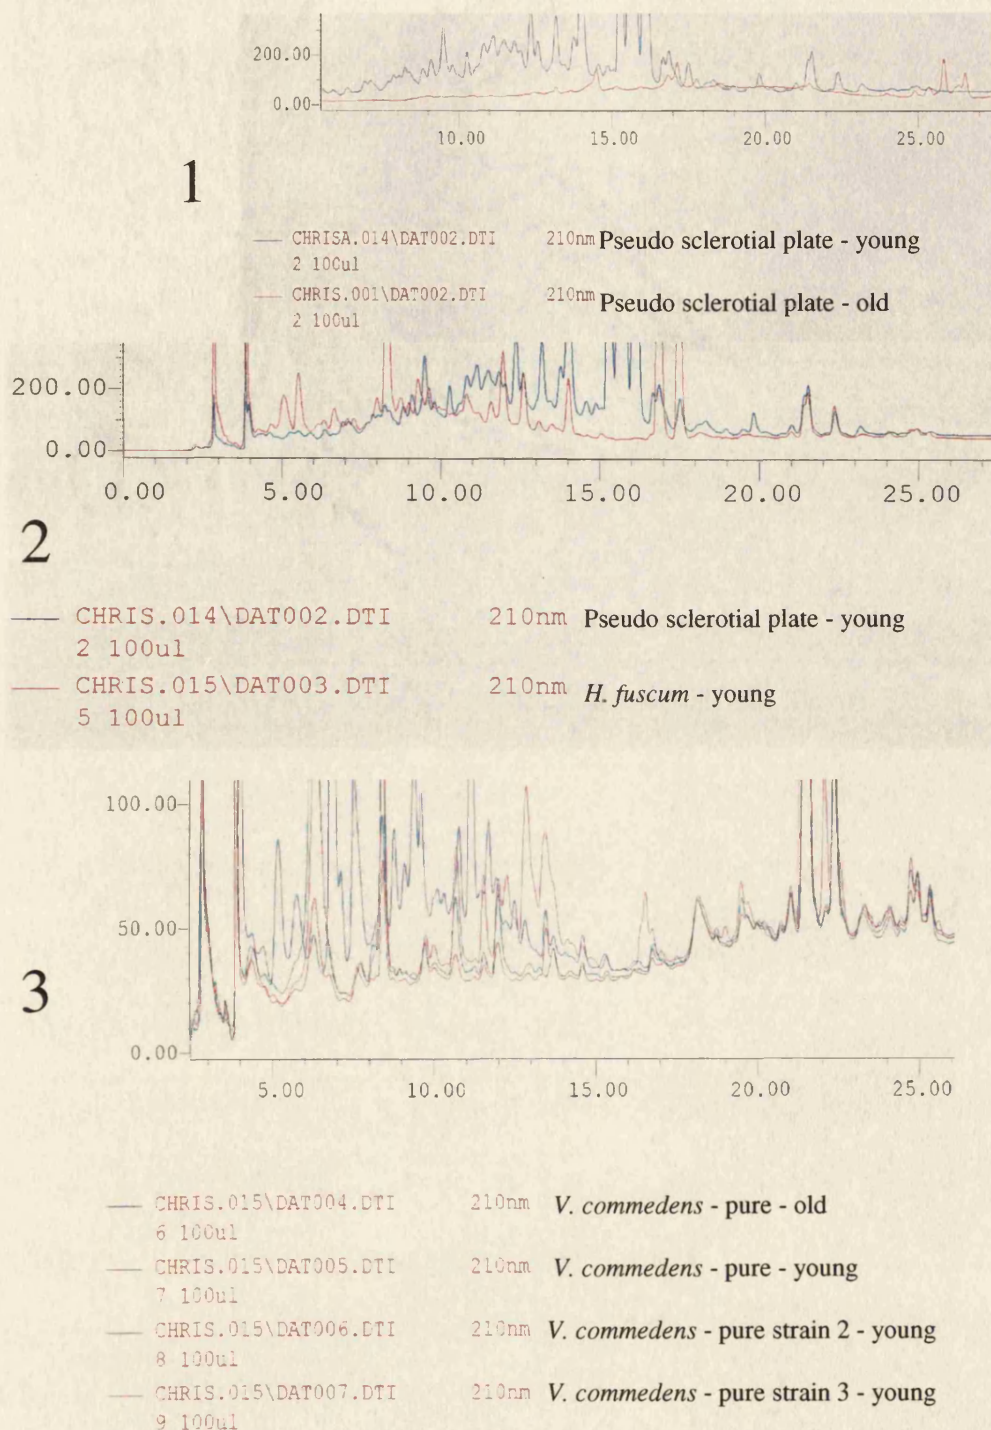 200.00
0.00
10.00 15.00 20.00 25.00
1
CHRISA.014\DAT002.DTI 210nm Pseudo sclerotial plate - young
2 100ul
CHRIS.001\DAT002.DTI 210nm Pseudo sclerotial plate - old
2 100ul
200.00
0.00
0.00 5.00 10.00 15.00 20.00 25.00
2
CHRIS.014\DAT002.DTI 210nm Pseudo sclerotial plate - young
2 100ul
CHRIS.015\DAT003.DTI 210nm H. fuscum - young
5 100ul
100.00
50.00
3
0.00
5.00 10.00 15.00 20.00 25.00
CHRIS.015\DAT004.DTI 210nm V. commedens - pure - old
6 100ul
CHRIS.015\DAT005.DTI 210nm V. commedens - pure - young
7 100ul
CHRIS.015\DAT006.DTI 210nm V. commedens - pure strain 2 - young
8 100ul
CHRIS.015\DAT007.DTI 210nm V. commedens - pure strain 3 - young
9 100ul